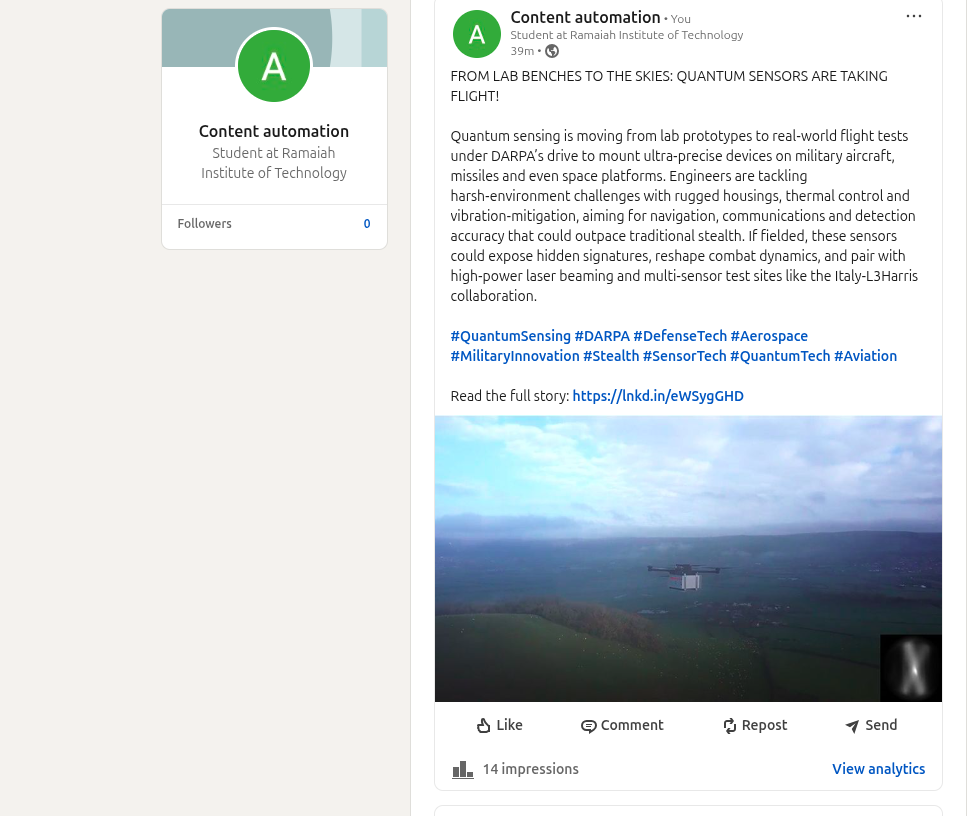 A
Content automation
Student at Ramaiah
Institute of Technology
Followers 0
A
Content automation • You
Student at Ramaiah Institute of Technology
39m •
FROM LAB BENCHES TO THE SKIES: QUANTUM SENSORS ARE TAKING
FLIGHT!
Quantum sensing is moving from lab prototypes to real-world flight tests
under DARPA’s drive to mount ultra-precise devices on military aircraft,
missiles and even space platforms. Engineers are tackling
harsh-environment challenges with rugged housings, thermal control and
vibration-mitigation, aiming for navigation, communications and detection
accuracy that could outpace traditional stealth. If fielded, these sensors
could expose hidden signatures, reshape combat dynamics, and pair with
high-power laser beaming and multi-sensor test sites like the Italy-L3Harris
collaboration.
#QuantumSensing #DARPA #DefenseTech #Aerospace
#MilitaryInnovation #Stealth #SensorTech #QuantumTech #Aviation
Read the full story: https://lnkd.in/eWSygGHD
Like Comment Repost Send
14 impressions View analytics